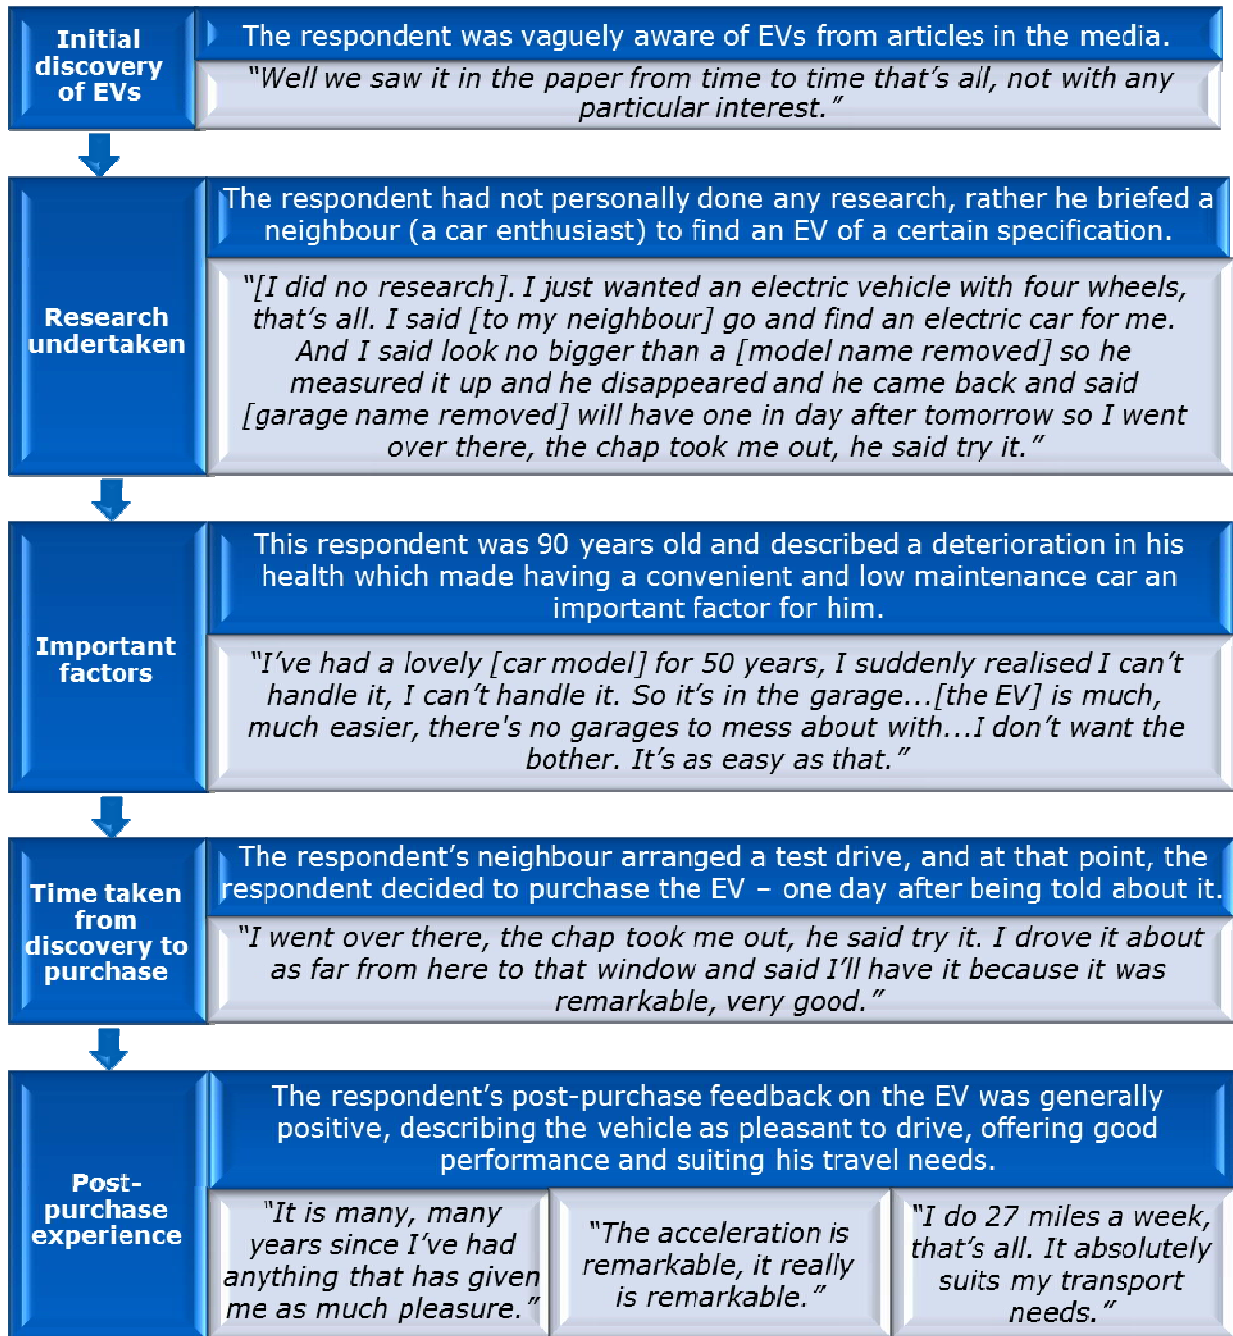 Initial
discovery
of EVs
The respondent was vaguely aware of EVs from articles in the media.
“Well we saw it in the paper from time to time that’s all, not with any
particular interest.”
Research
undertaken
The respondent had not personally done any research, rather he briefed a
neighbour (a car enthusiast) to find an EV of a certain specification.
“[I did no research]. I just wanted an electric vehicle with four wheels,
that’s all. I said [to my neighbour] go and find an electric car for me.
And I said look no bigger than a [model name removed] so he
measured it up and he disappeared and he came back and said
[garage name removed] will have one in day after tomorrow so I went
over there, the chap took me out, he said try it.”
Important
factors
This respondent was 90 years old and described a deterioration in his
health which made having a convenient and low maintenance car an
important factor for him.
“I’ve had a lovely [car model] for 50 years, I suddenly realised I can’t
handle it, I can’t handle it. So it’s in the garage...[the EV] is much,
much easier, there's no garages to mess about with...I don’t want the
bother. It’s as easy as that.”
Time taken
from
discovery to
purchase
The respondent’s neighbour arranged a test drive, and at that point, the
respondent decided to purchase the EV – one day after being told about it.
“I went over there, the chap took me out, he said try it. I drove it about
as far from here to that window and said I’ll have it because it was
remarkable, very good.”
Post-
purchase
experience
The respondent’s post-purchase feedback on the EV was generally
positive, describing the vehicle as pleasant to drive, offering good
performance and suiting his travel needs.
“It is many, many
years since I’ve had
anything that has given
me as much pleasure.”
“The acceleration is
remarkable, it really
is remarkable.”
“I do 27 miles a week,
that’s all. It absolutely
suits my transport
needs.”